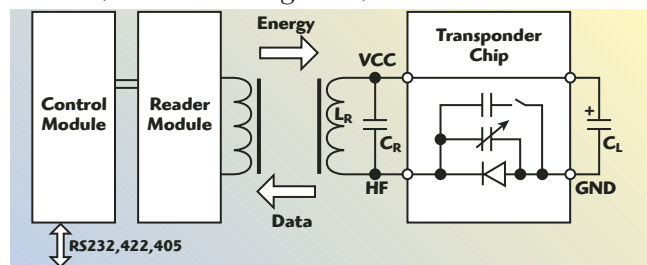 Energy
Transponder
Chip
VCC
Control
Module
Reader
Module
LR
CR
+
CL
HF
GND
Data
RS232,422,405